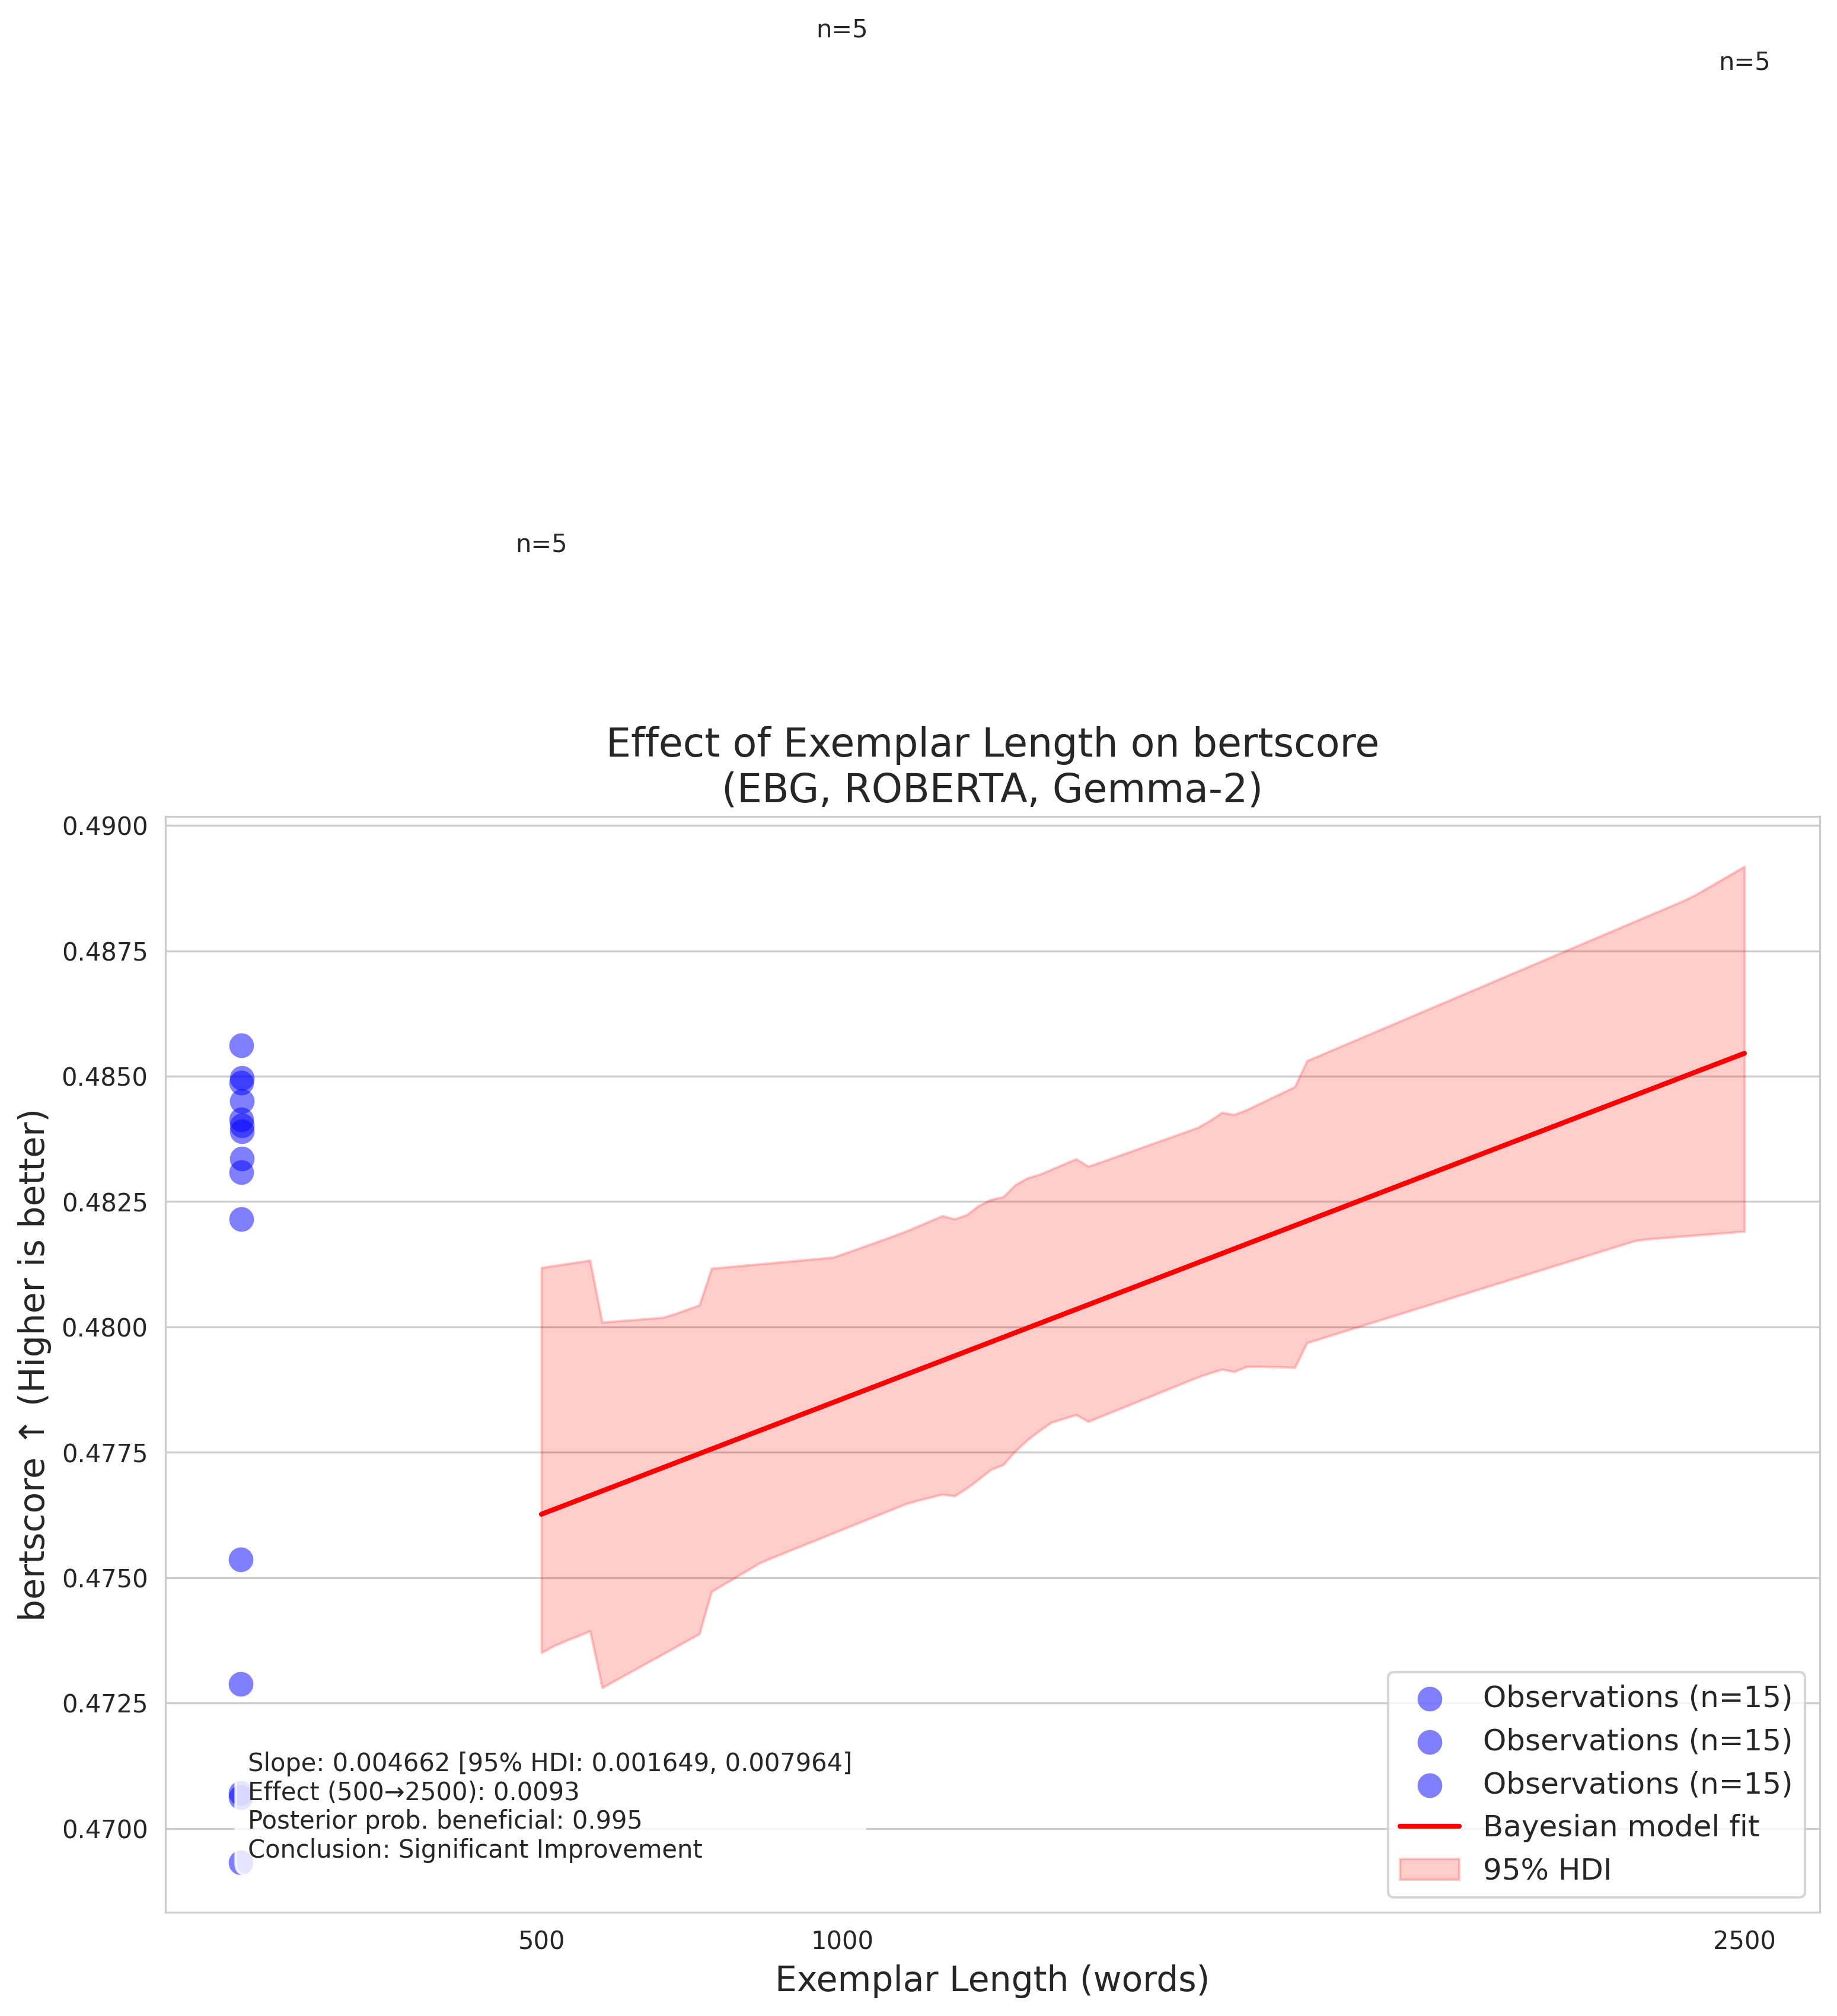 n=5
n=5
n=5
Effect of Exemplar Length on bertscore
(EBG, ROBERTA, Gemma-2)
bertscore ↑ (Higher is better)
0.4900
0.4875
0.4850
0.4825
0.4800
0.4775
0.4750
0.4725
0.4700
Slope: 0.004662 [95% HDI: 0.001649, 0.007964]
Effect (500→2500): 0.0093
Posterior prob. beneficial: 0.995
Conclusion: Significant Improvement
Observations (n=15)
Observations (n=15)
Observations (n=15)
Bayesian model fit
95% HDI
500
1000
2500
Exemplar Length (words)